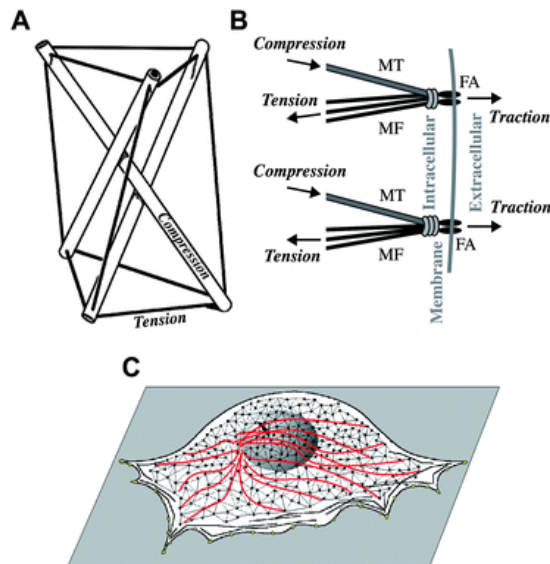 A
Compression
Tension
B
Compression
MT
FA
Tension
Traction
MF
Intracellular
Extracellular
Compression
MT
Traction
Tension
MF
FA
Membrane
C